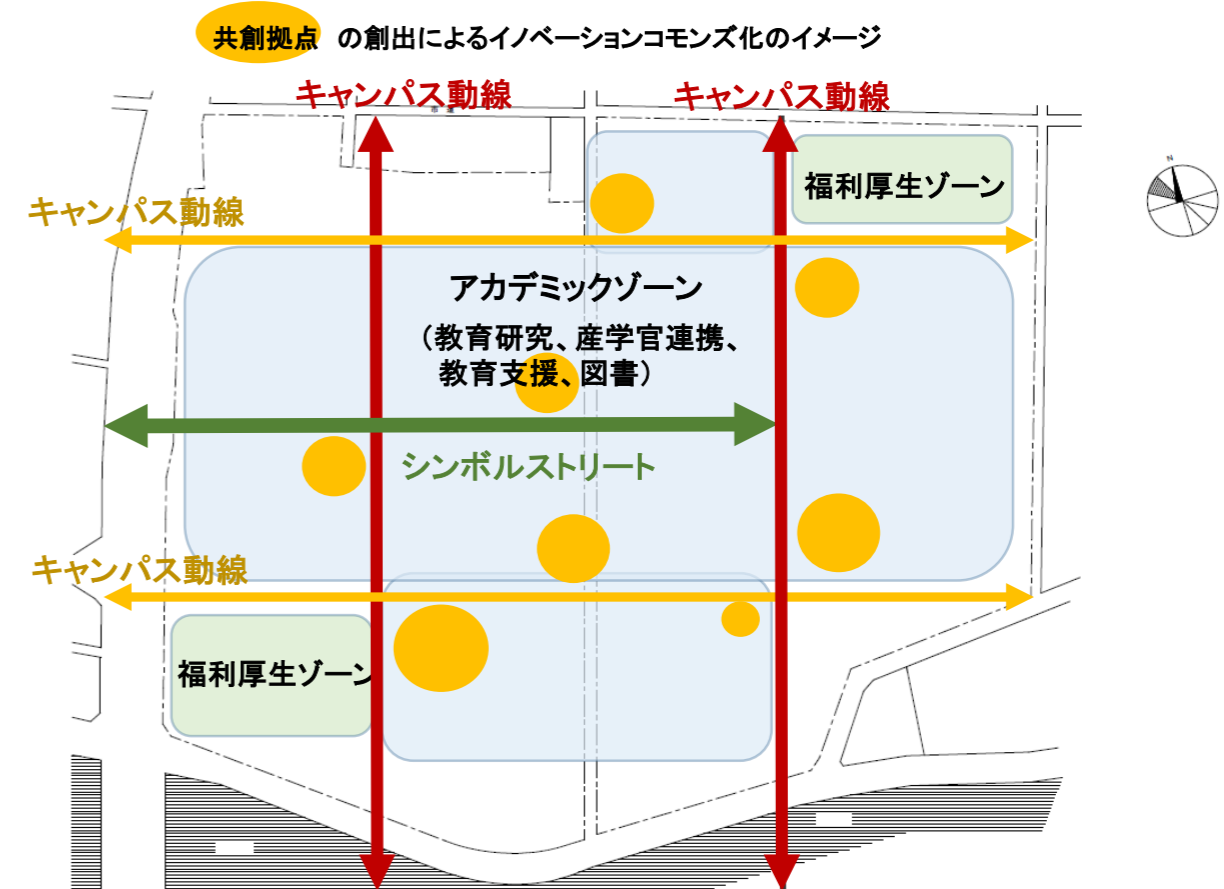 共創拠点 の創出によるイノベーションコモンズ化のイメージ
キャンパス動線
キャンパス動線
市道
福利厚生ゾーン
キャンパス動線
アカデミックゾーン
（教育研究、産学官連携、
教育支援、図書）
シンボルストリート
キャンパス動線
福利厚生ゾーン
N